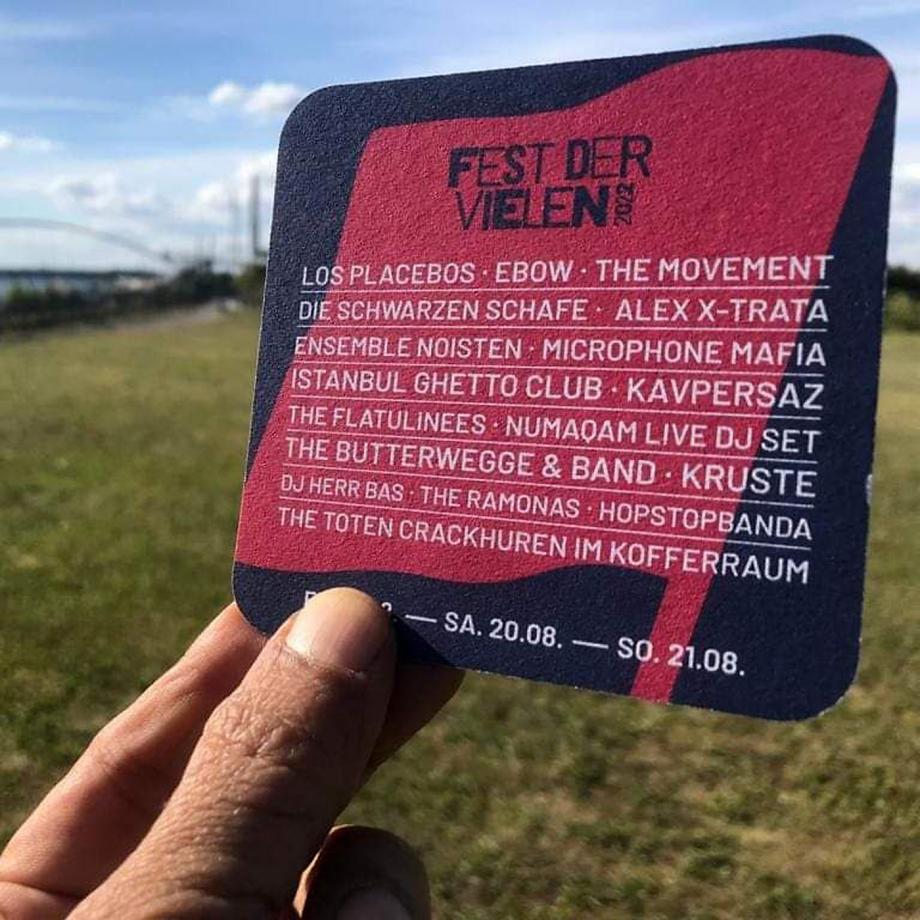 FEST DER
VIELEN 2022
LOS PLACEBOS · EBOW · THE MOVEMENT
DIE SCHWARZEN SCHAFE · ALEX X-TRATA
ENSEMBLE NOISTEN · MICROPHONE MAFIA
ISTANBUL GHETTO CLUB · KAVPERSAZ
THE FLATULINEES · NUMAQAM LIVE DJ SET
THE BUTTERWEGGE & BAND · KRUSTE
DJ HERR BAS · THE RAMONAS · HOPSTOPBANDA
THE TOTEN CRACKHUREN IM KOFFERRAUM
— SA. 20.08. — SO. 21.08.